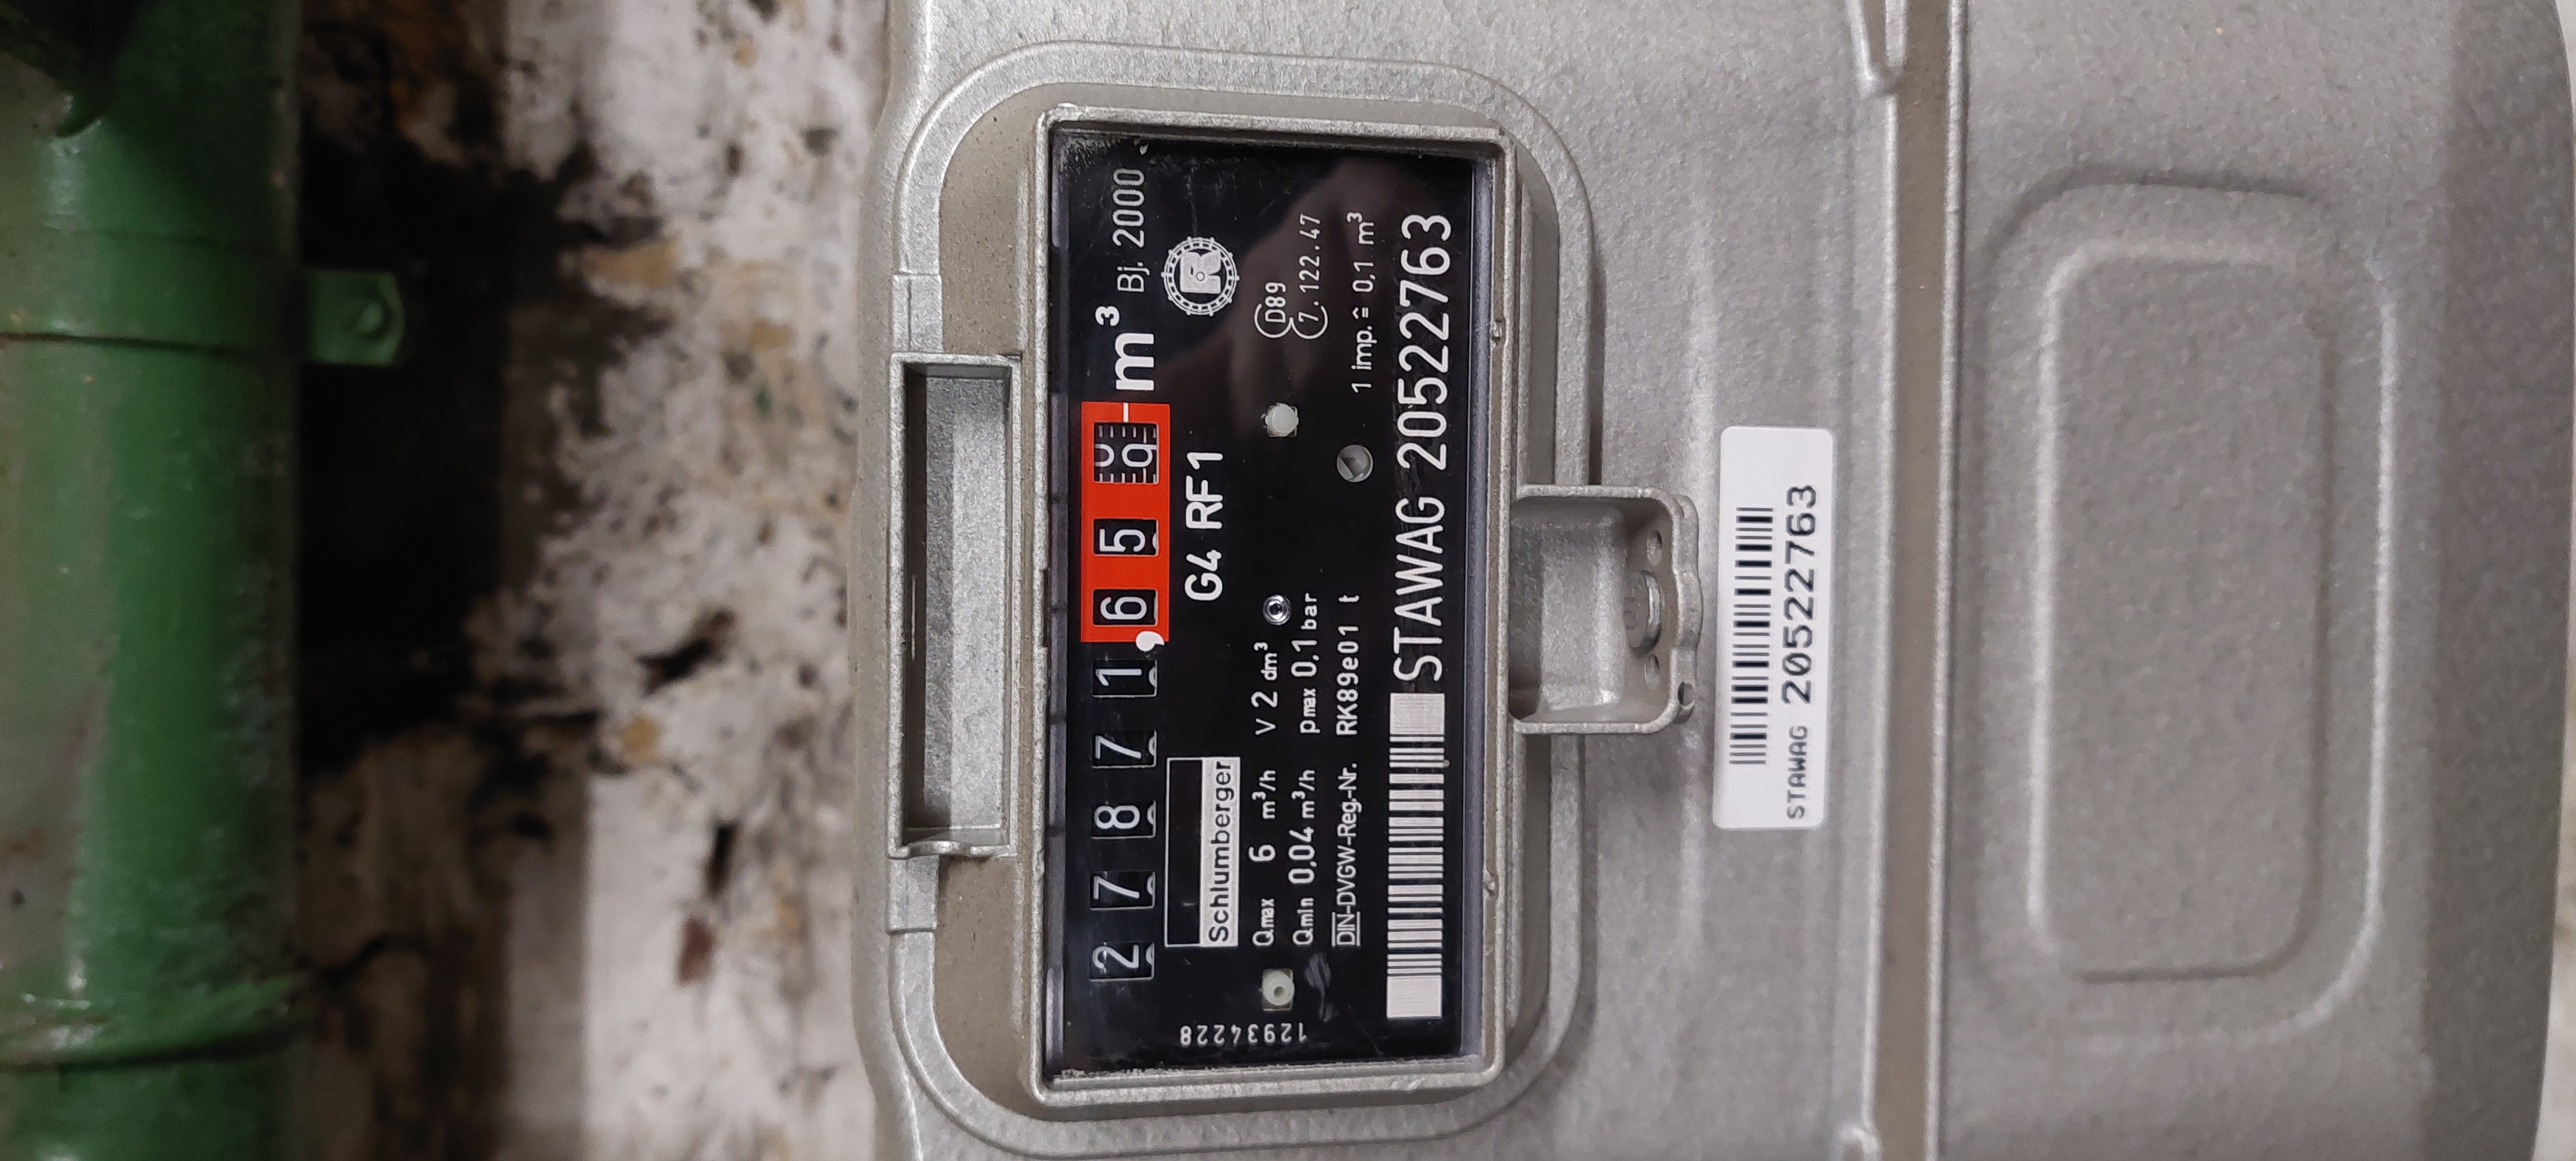 27871,65 m³ Bj. 2000
G4 RF1
R
12934228
Schlumberger
Qmax 6 m³/h V 2 dm³
Qmin 0,04 m³/h pmax 0,1 bar
D89
7.122.47
DIN-DVGW-Reg.-Nr. RK89e01 t
1 imp. ≙ 0,1 m³
STAWAG 20522763
STAWAG 20522763